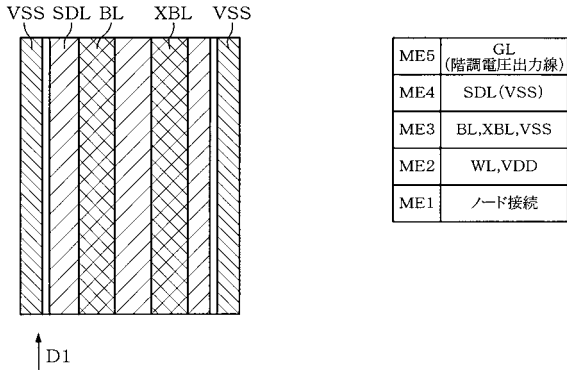 VSS SDL BL XBL VSS
D1
ME5 GL
(階調電圧出力線)
ME4 SDL(VSS)
ME3 BL,XBL,VSS
ME2 WL,VDD
ME1 ノード接続